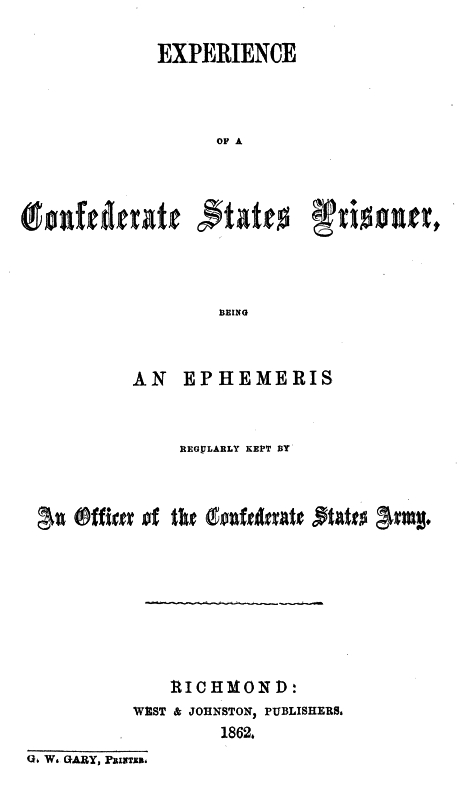 EXPERIENCE
OF A
Confederate States Prisoner,
BEING
AN EPHEMERIS
REGULARLY KEPT BY
An Officer of the Confederate States Army.
RICHMOND:
WEST & JOHNSTON, PUBLISHERS.
1862.
G. W. GARY, PRINTER.